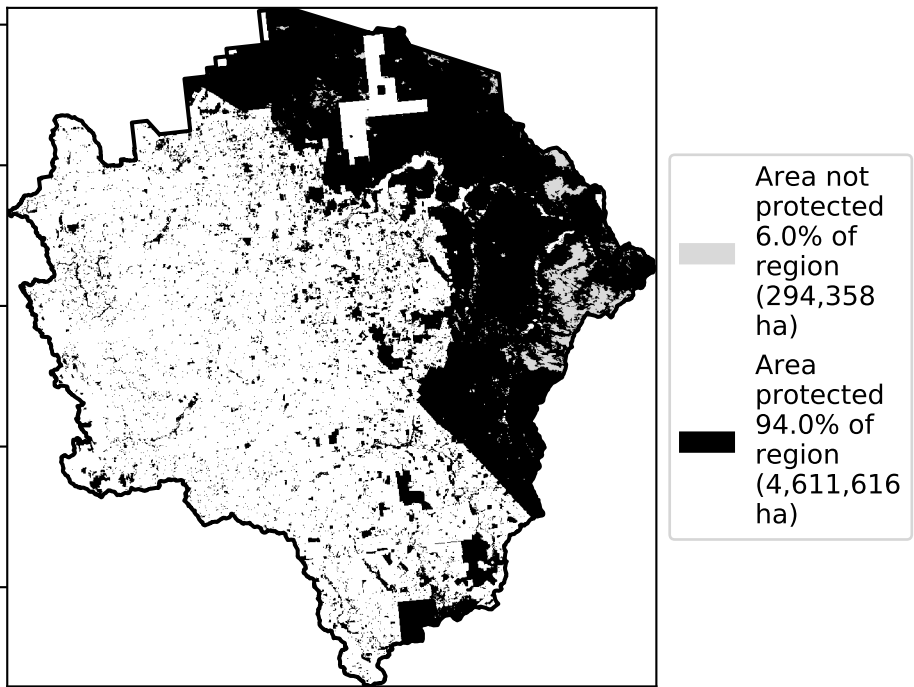 Area not
protected
6.0% of
region
(294,358
ha)
Area
protected
94.0% of
region
(4,611,616
ha)